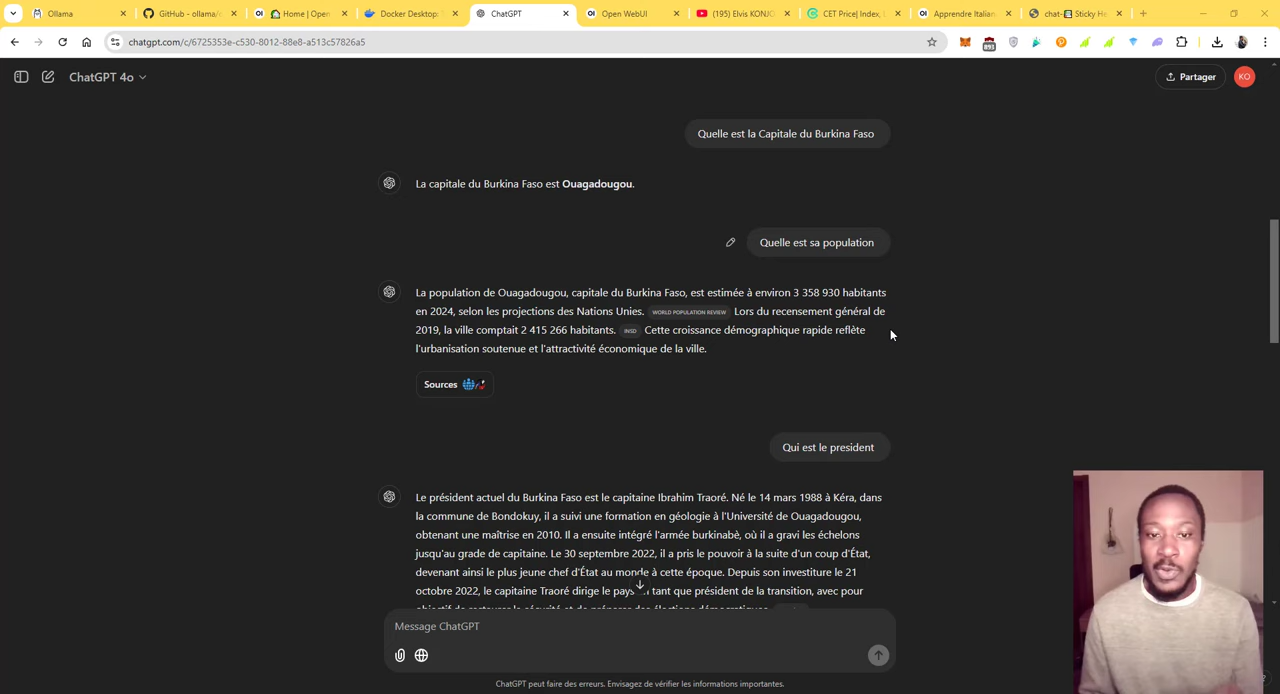 Ollama
GitHub - ollama/
Home | Open
Docker Desktop:
ChatGPT
Open WebUI
(195) Elvis KONJO
CET Price| Index,
Apprendre Italian
chat-
Sticky He
chatgpt.com/c/6725353e-c530-8012-88e8-a513c57826a5
893
ChatGPT 4o
Partager
KO
Quelle est la Capitale du Burkina Faso
La capitale du Burkina Faso est Ouagadougou.
Quelle est sa population
La population de Ouagadougou, capitale du Burkina Faso, est estimée à environ 3 358 930 habitants
en 2024, selon les projections des Nations Unies. WORLD POPULATION REVIEW Lors du recensement général de
2019, la ville comptait 2 415 266 habitants. INSD Cette croissance démographique rapide reflète
l'urbanisation soutenue et l'attractivité économique de la ville.
Sources
Qui est le president
Le président actuel du Burkina Faso est le capitaine Ibrahim Traoré. Né le 14 mars 1988 à Kéra, dans
la commune de Bondokuy, il a suivi une formation en géologie à l'Université de Ouagadougou,
obtenant une maîtrise en 2010. Il a ensuite intégré l'armée burkinabè, où il a gravi les échelons
jusqu'au grade de capitaine. Le 30 septembre 2022, il a pris le pouvoir à la suite d'un coup d'État,
devenant ainsi le plus jeune chef d'État au monde à cette époque. Depuis son investiture le 21
octobre 2022, le capitaine Traoré dirige le pays tant que président de la transition, avec pour
Message ChatGPT
ChatGPT peut faire des erreurs. Envisagez de vérifier les informations importantes.